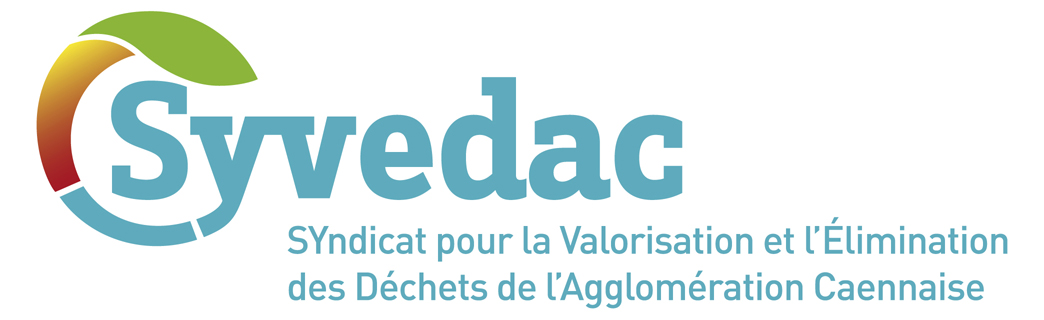 Syvedac
SYndicat pour la Valorisation et l’Élimination
des Déchets de l’Agglomération Caennaise